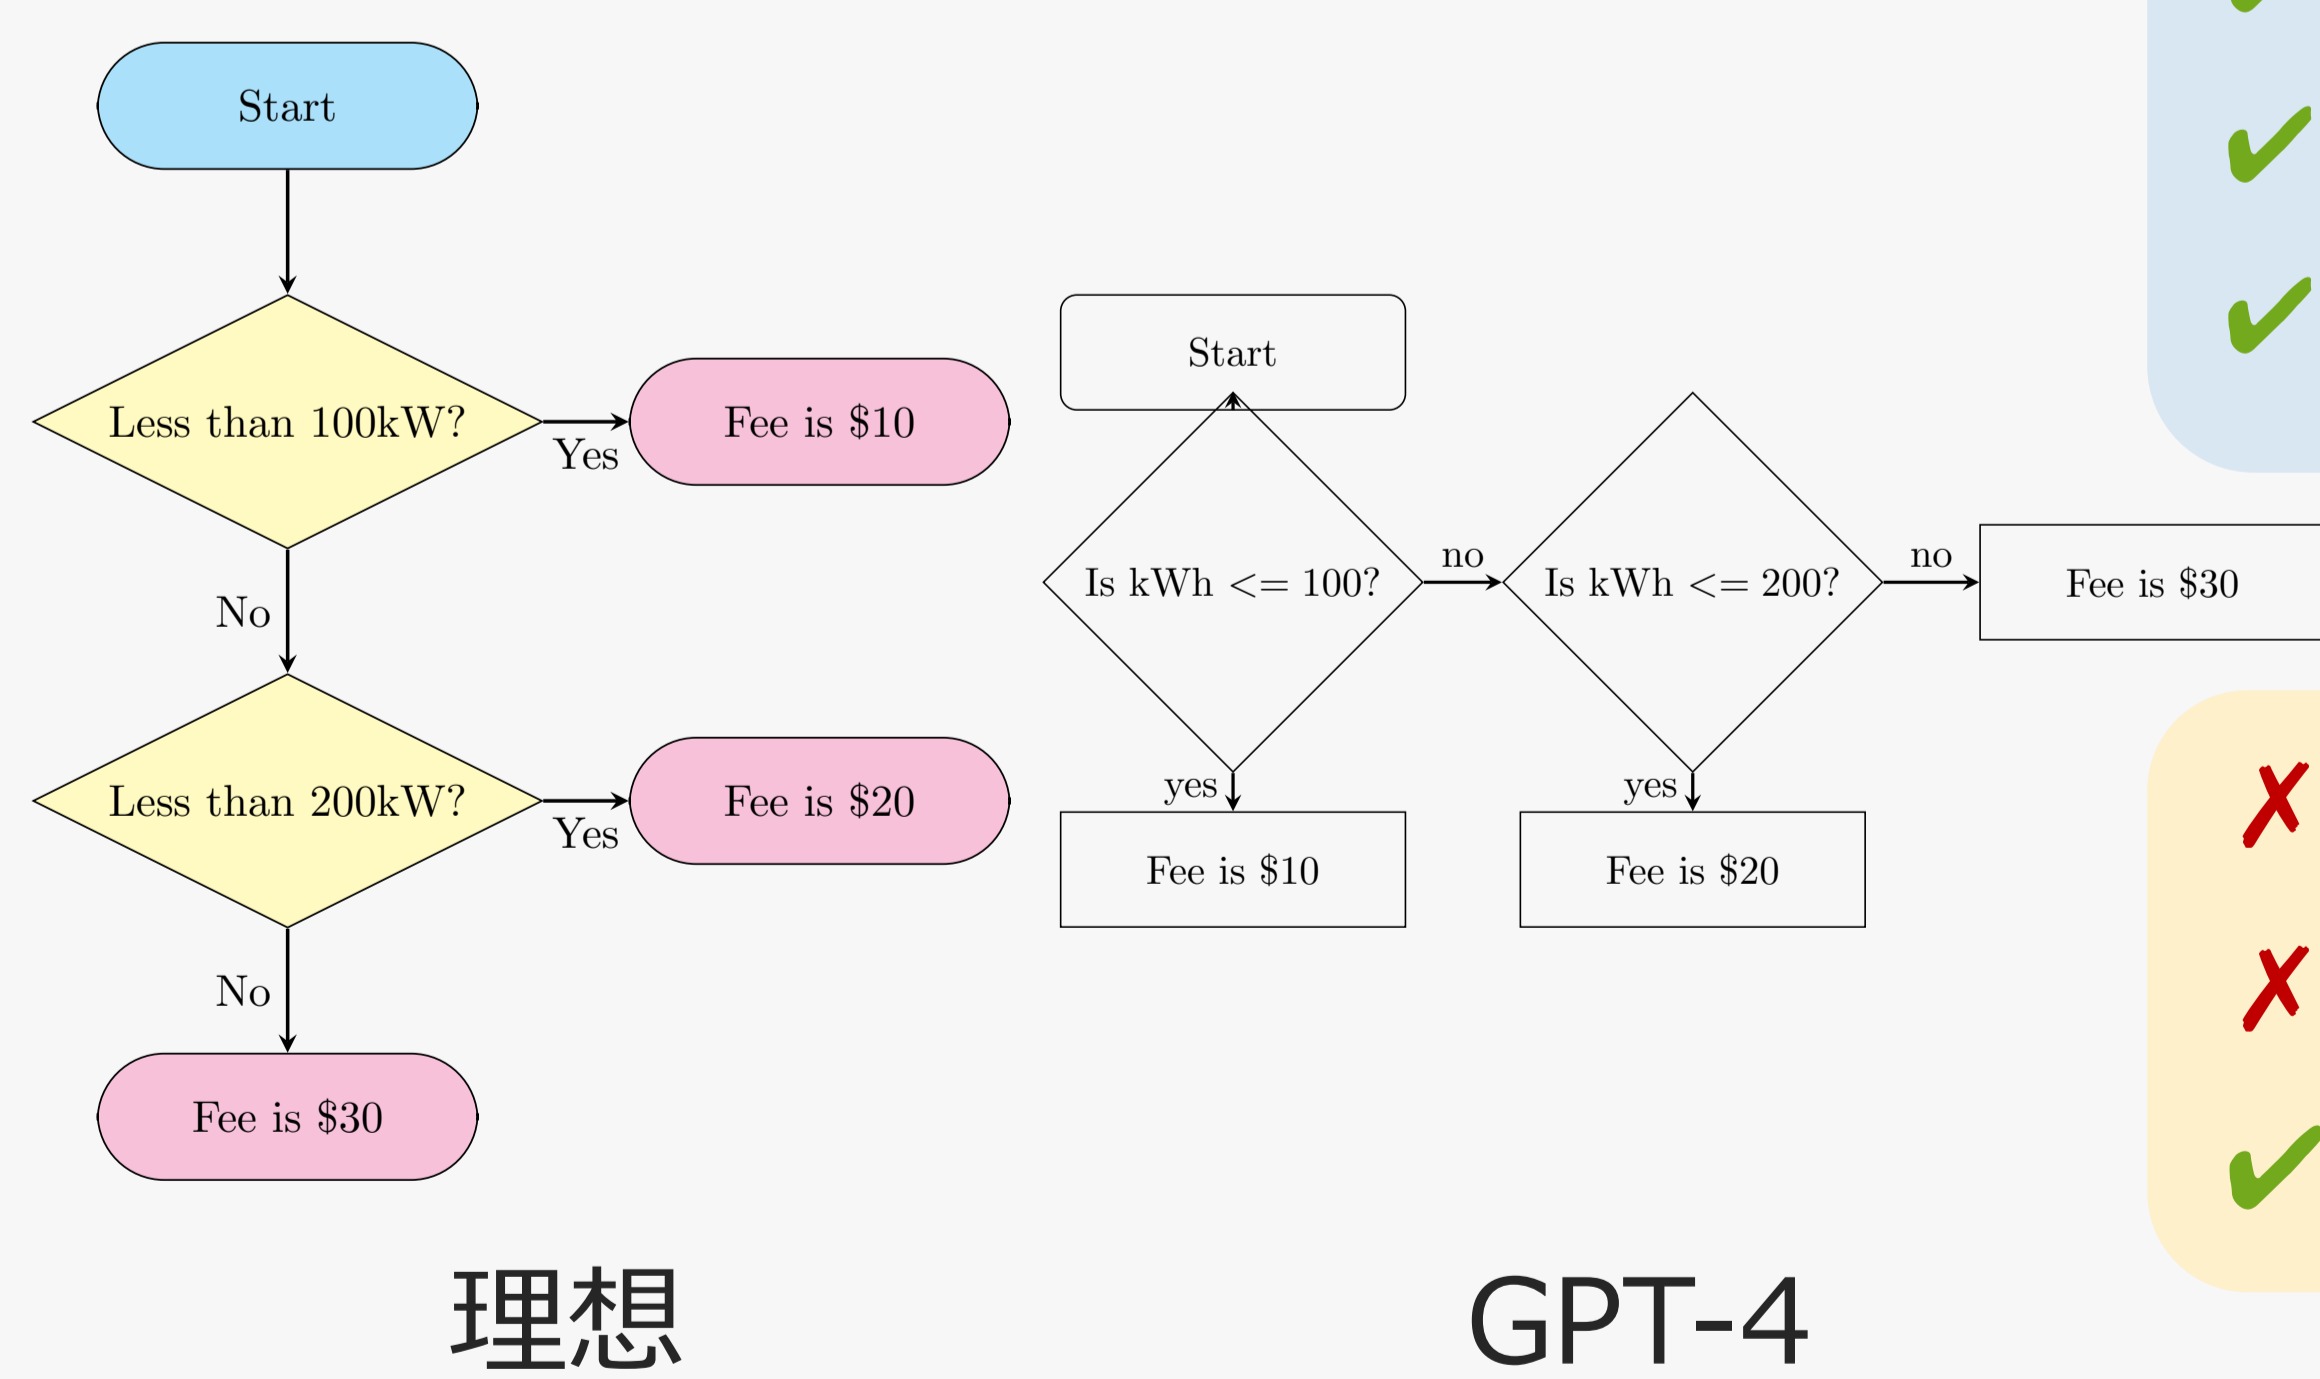 Start
Less than 100kW?
Yes
Fee is $10
No
Less than 200kW?
Yes
Fee is $20
No
Fee is $30
理想
Start
Is kWh <= 100?
no
Is kWh <= 200?
no
Fee is $30
yes
Fee is $10
yes
Fee is $20
GPT-4